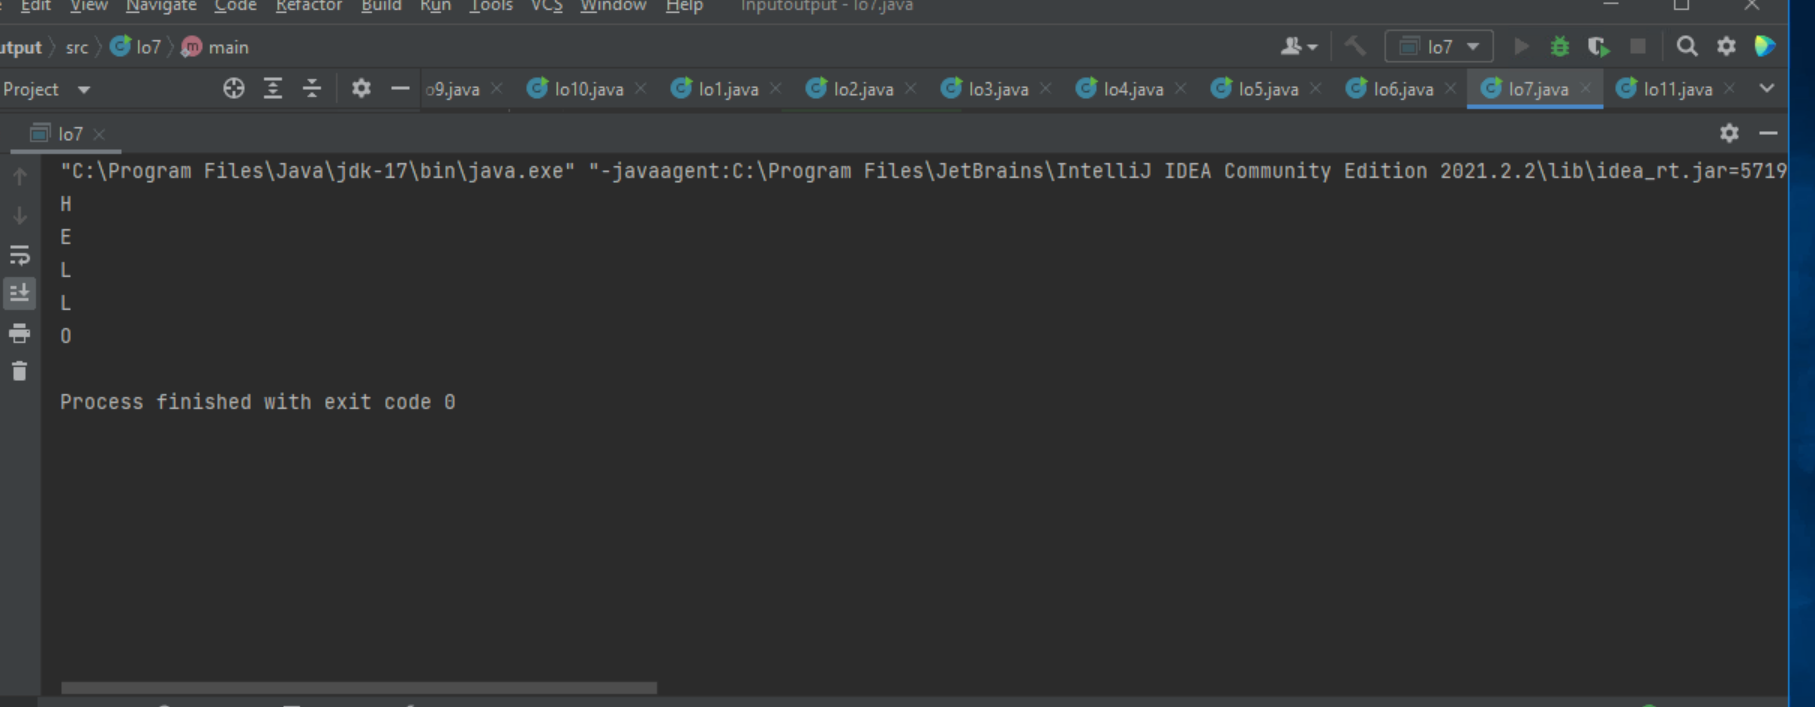 Edit View Navigate Code Refactor Build Run Tools VCS Window Help Inputoutput - Io7.java
utput src Io7 main Io7
Project o9.java Io10.java Io1.java Io2.java Io3.java Io4.java Io5.java Io6.java Io7.java Io11.java
Io7
"C:\Program Files\Java\jdk-17\bin\java.exe" "-javaagent:C:\Program Files\JetBrains\IntelliJ IDEA Community Edition 2021.2.2\lib\idea_rt.jar=5719
H
E
L
L
O
Process finished with exit code 0